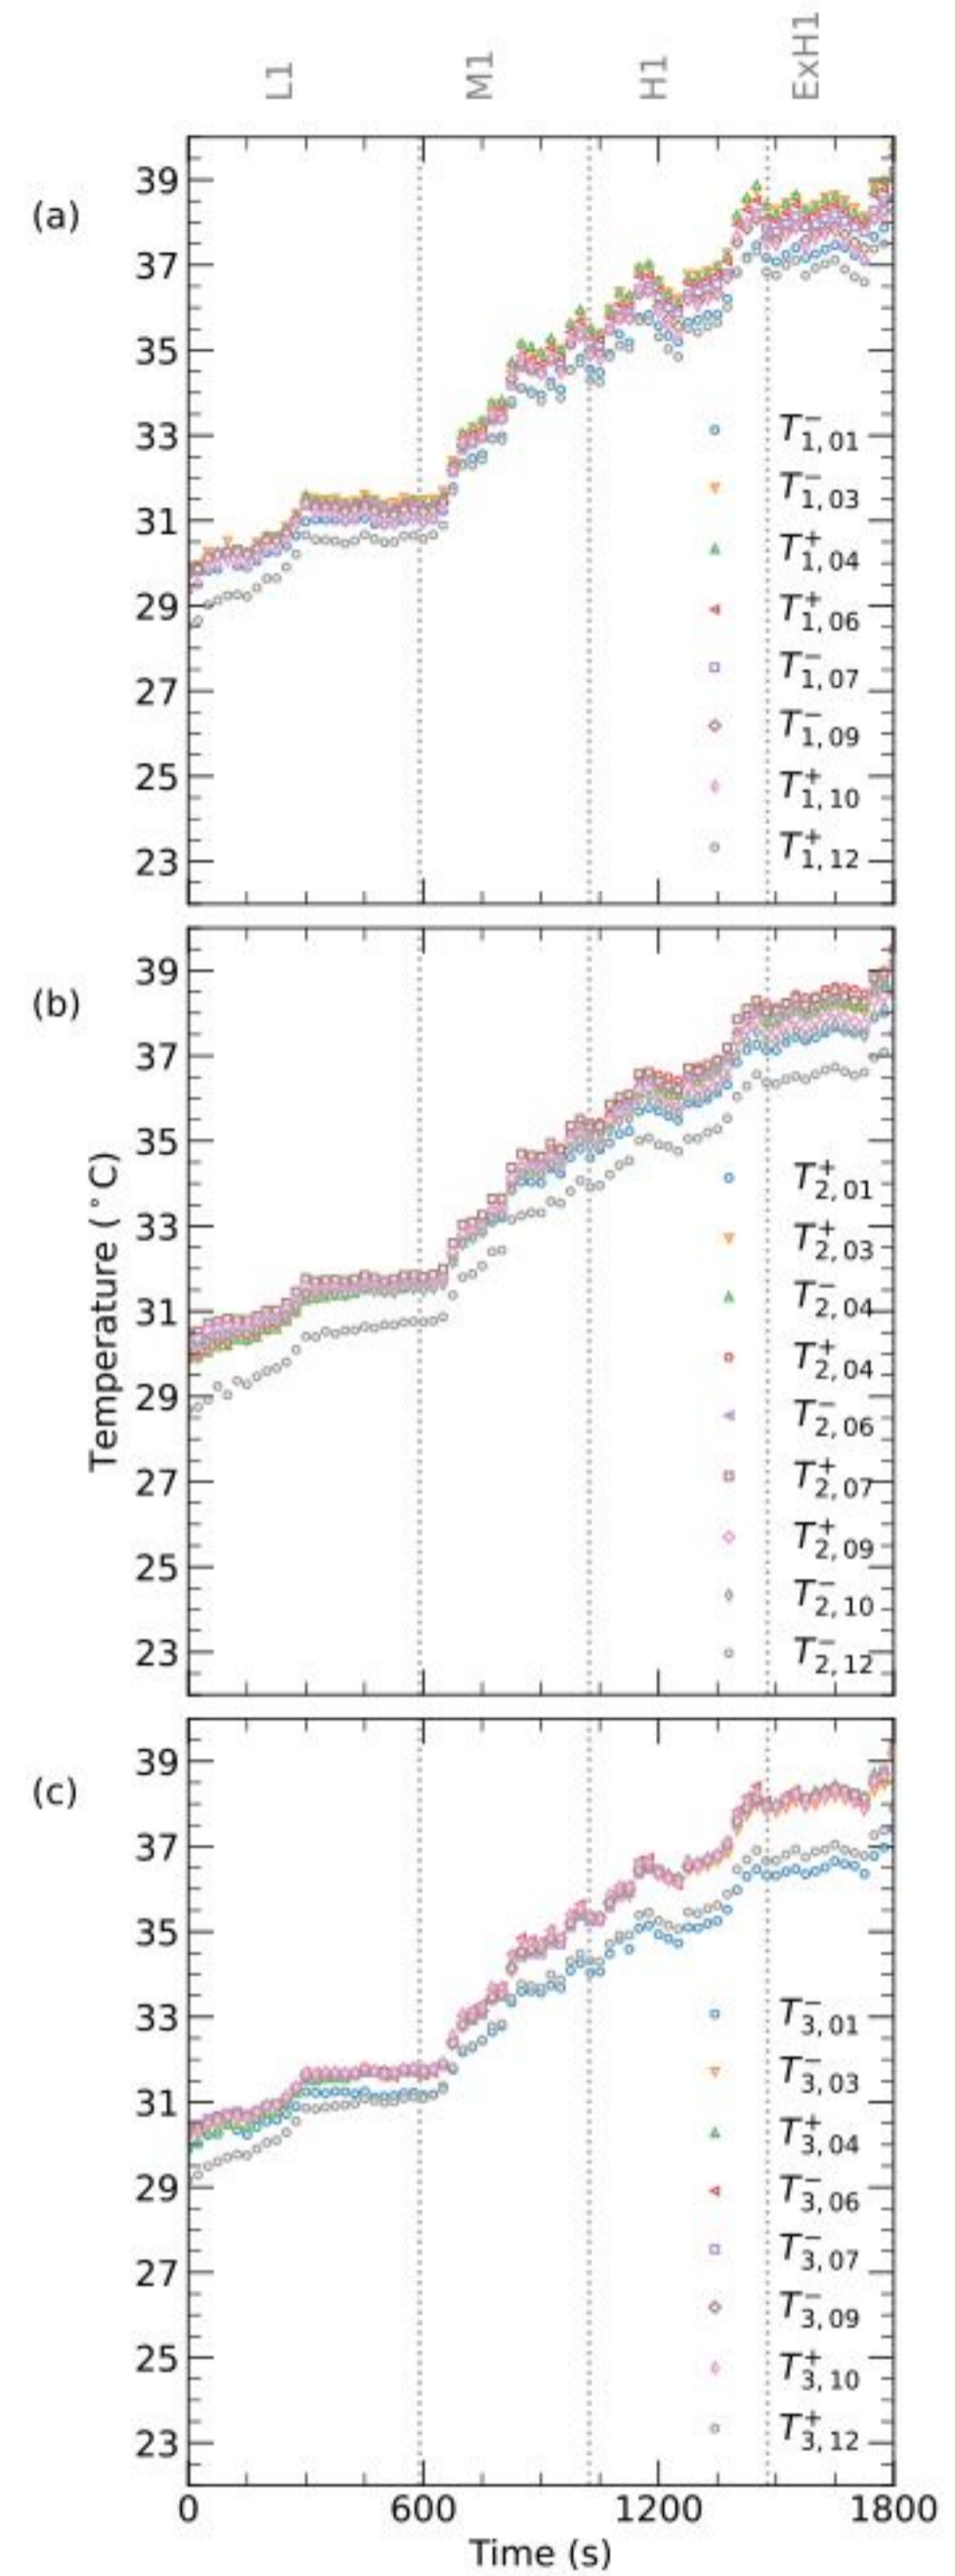 L1 M1 H1 ExH1
(a)
39
37
35
33
31
29
27
25
23
T⁻₁,₀₁
T⁻₁,₀₃
T⁺₁,₀₄
T⁺₁,₀₆
T⁻₁,₀₇
T⁻₁,₀₉
T⁺₁,₁₀
T⁺₁,₁₂
(b)
39
37
35
33
31
29
27
25
23
Temperature (°C)
T⁺₂,₀₁
T⁺₂,₀₃
T⁻₂,₀₄
T⁺₂,₀₄
T⁻₂,₀₆
T⁺₂,₀₇
T⁺₂,₀₉
T⁻₂,₁₀
T⁻₂,₁₂
(c)
39
37
35
33
31
29
27
25
23
T⁻₃,₀₁
T⁻₃,₀₃
T⁺₃,₀₄
T⁻₃,₀₆
T⁻₃,₀₇
T⁻₃,₀₉
T⁺₃,₁₀
T⁺₃,₁₂
0 600 1200 1800
Time (s)